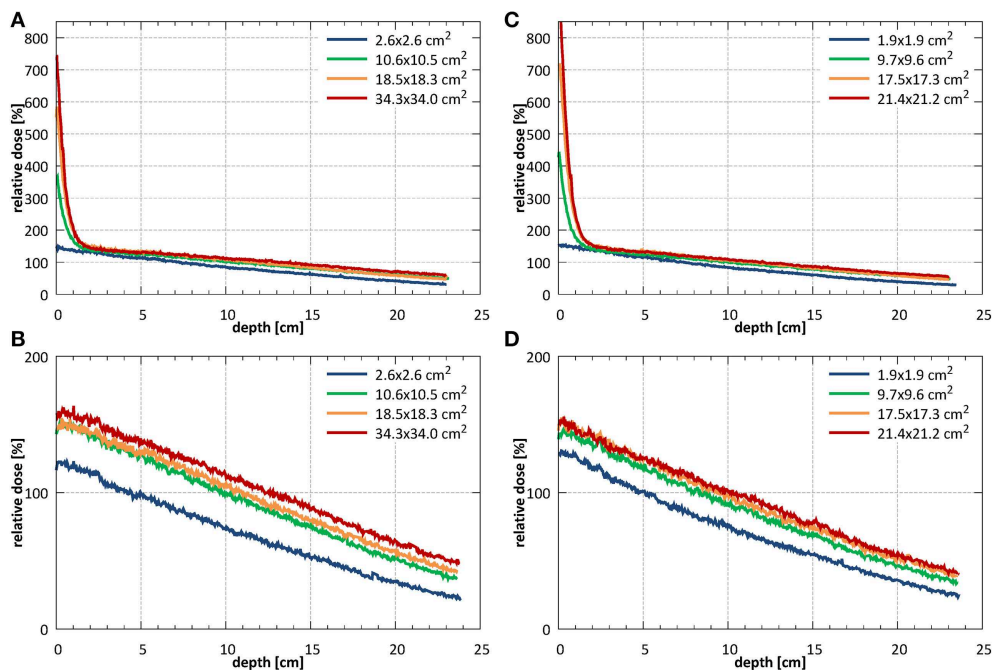 A
relative dose [%]
800
700
600
500
400
300
200
100
0
0 5 10 15 20 25
depth [cm]
2.6x2.6 cm²
10.6x10.5 cm²
18.5x18.3 cm²
34.3x34.0 cm²
C
relative dose [%]
800
700
600
500
400
300
200
100
0
0 5 10 15 20 25
depth [cm]
1.9x1.9 cm²
9.7x9.6 cm²
17.5x17.3 cm²
21.4x21.2 cm²
B
relative dose [%]
200
100
0
0 5 10 15 20 25
depth [cm]
2.6x2.6 cm²
10.6x10.5 cm²
18.5x18.3 cm²
34.3x34.0 cm²
D
relative dose [%]
200
100
0
0 5 10 15 20 25
depth [cm]
1.9x1.9 cm²
9.7x9.6 cm²
17.5x17.3 cm²
21.4x21.2 cm²